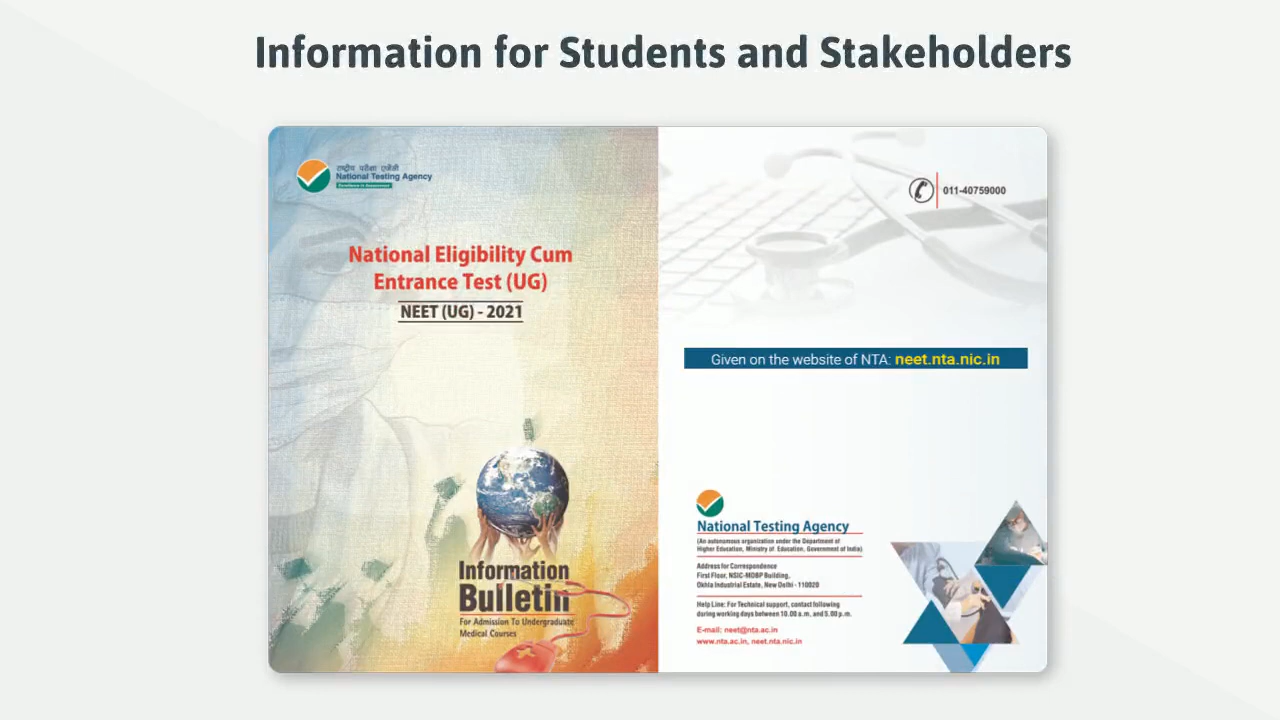 Information for Students and Stakeholders
राष्ट्रीय परीक्षा एजेंसी
National Testing Agency
Excellence in Assessment
National Eligibility Cum
Entrance Test (UG)
NEET (UG) - 2021
Information
Bulletin
For Admission To Undergraduate
Medical Courses
011-40759000
Given on the website of NTA: neet.nta.nic.in
National Testing Agency
(An autonomous organization under the Department of
Higher Education, Ministry of Education, Government of India)
Address for Correspondence
First Floor, NSIC-MDBP Building,
Okhla Industrial Estate, New Delhi - 110020
Help Line: For Technical support, contact following
during working days between 10.00 a.m. and 5.00 p.m.
E-mail: neet@nta.ac.in
www.nta.ac.in, neet.nta.nic.in